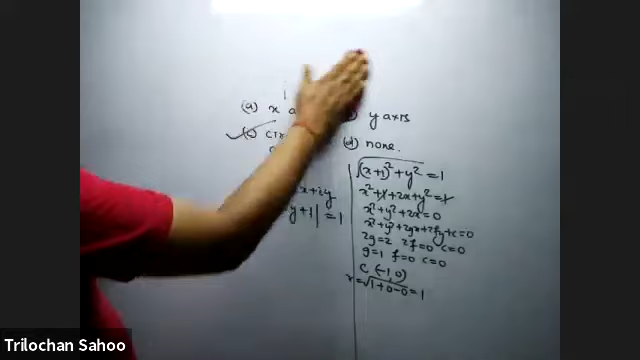 (a) x a
y axis
(c) cir
(d) none.
x+iy
y+1| = 1
√(x+1)² + y² = 1
x² + 1 + 2x + y² = 1
x² + y² + 2x = 0
x² + y² + 2gx + 2fy + c = 0
2g = 2 2f = 0 c = 0
g = 1 f = 0 c = 0
C (-1, 0)
r = √1+0-0 = 1
Trilochan Sahoo